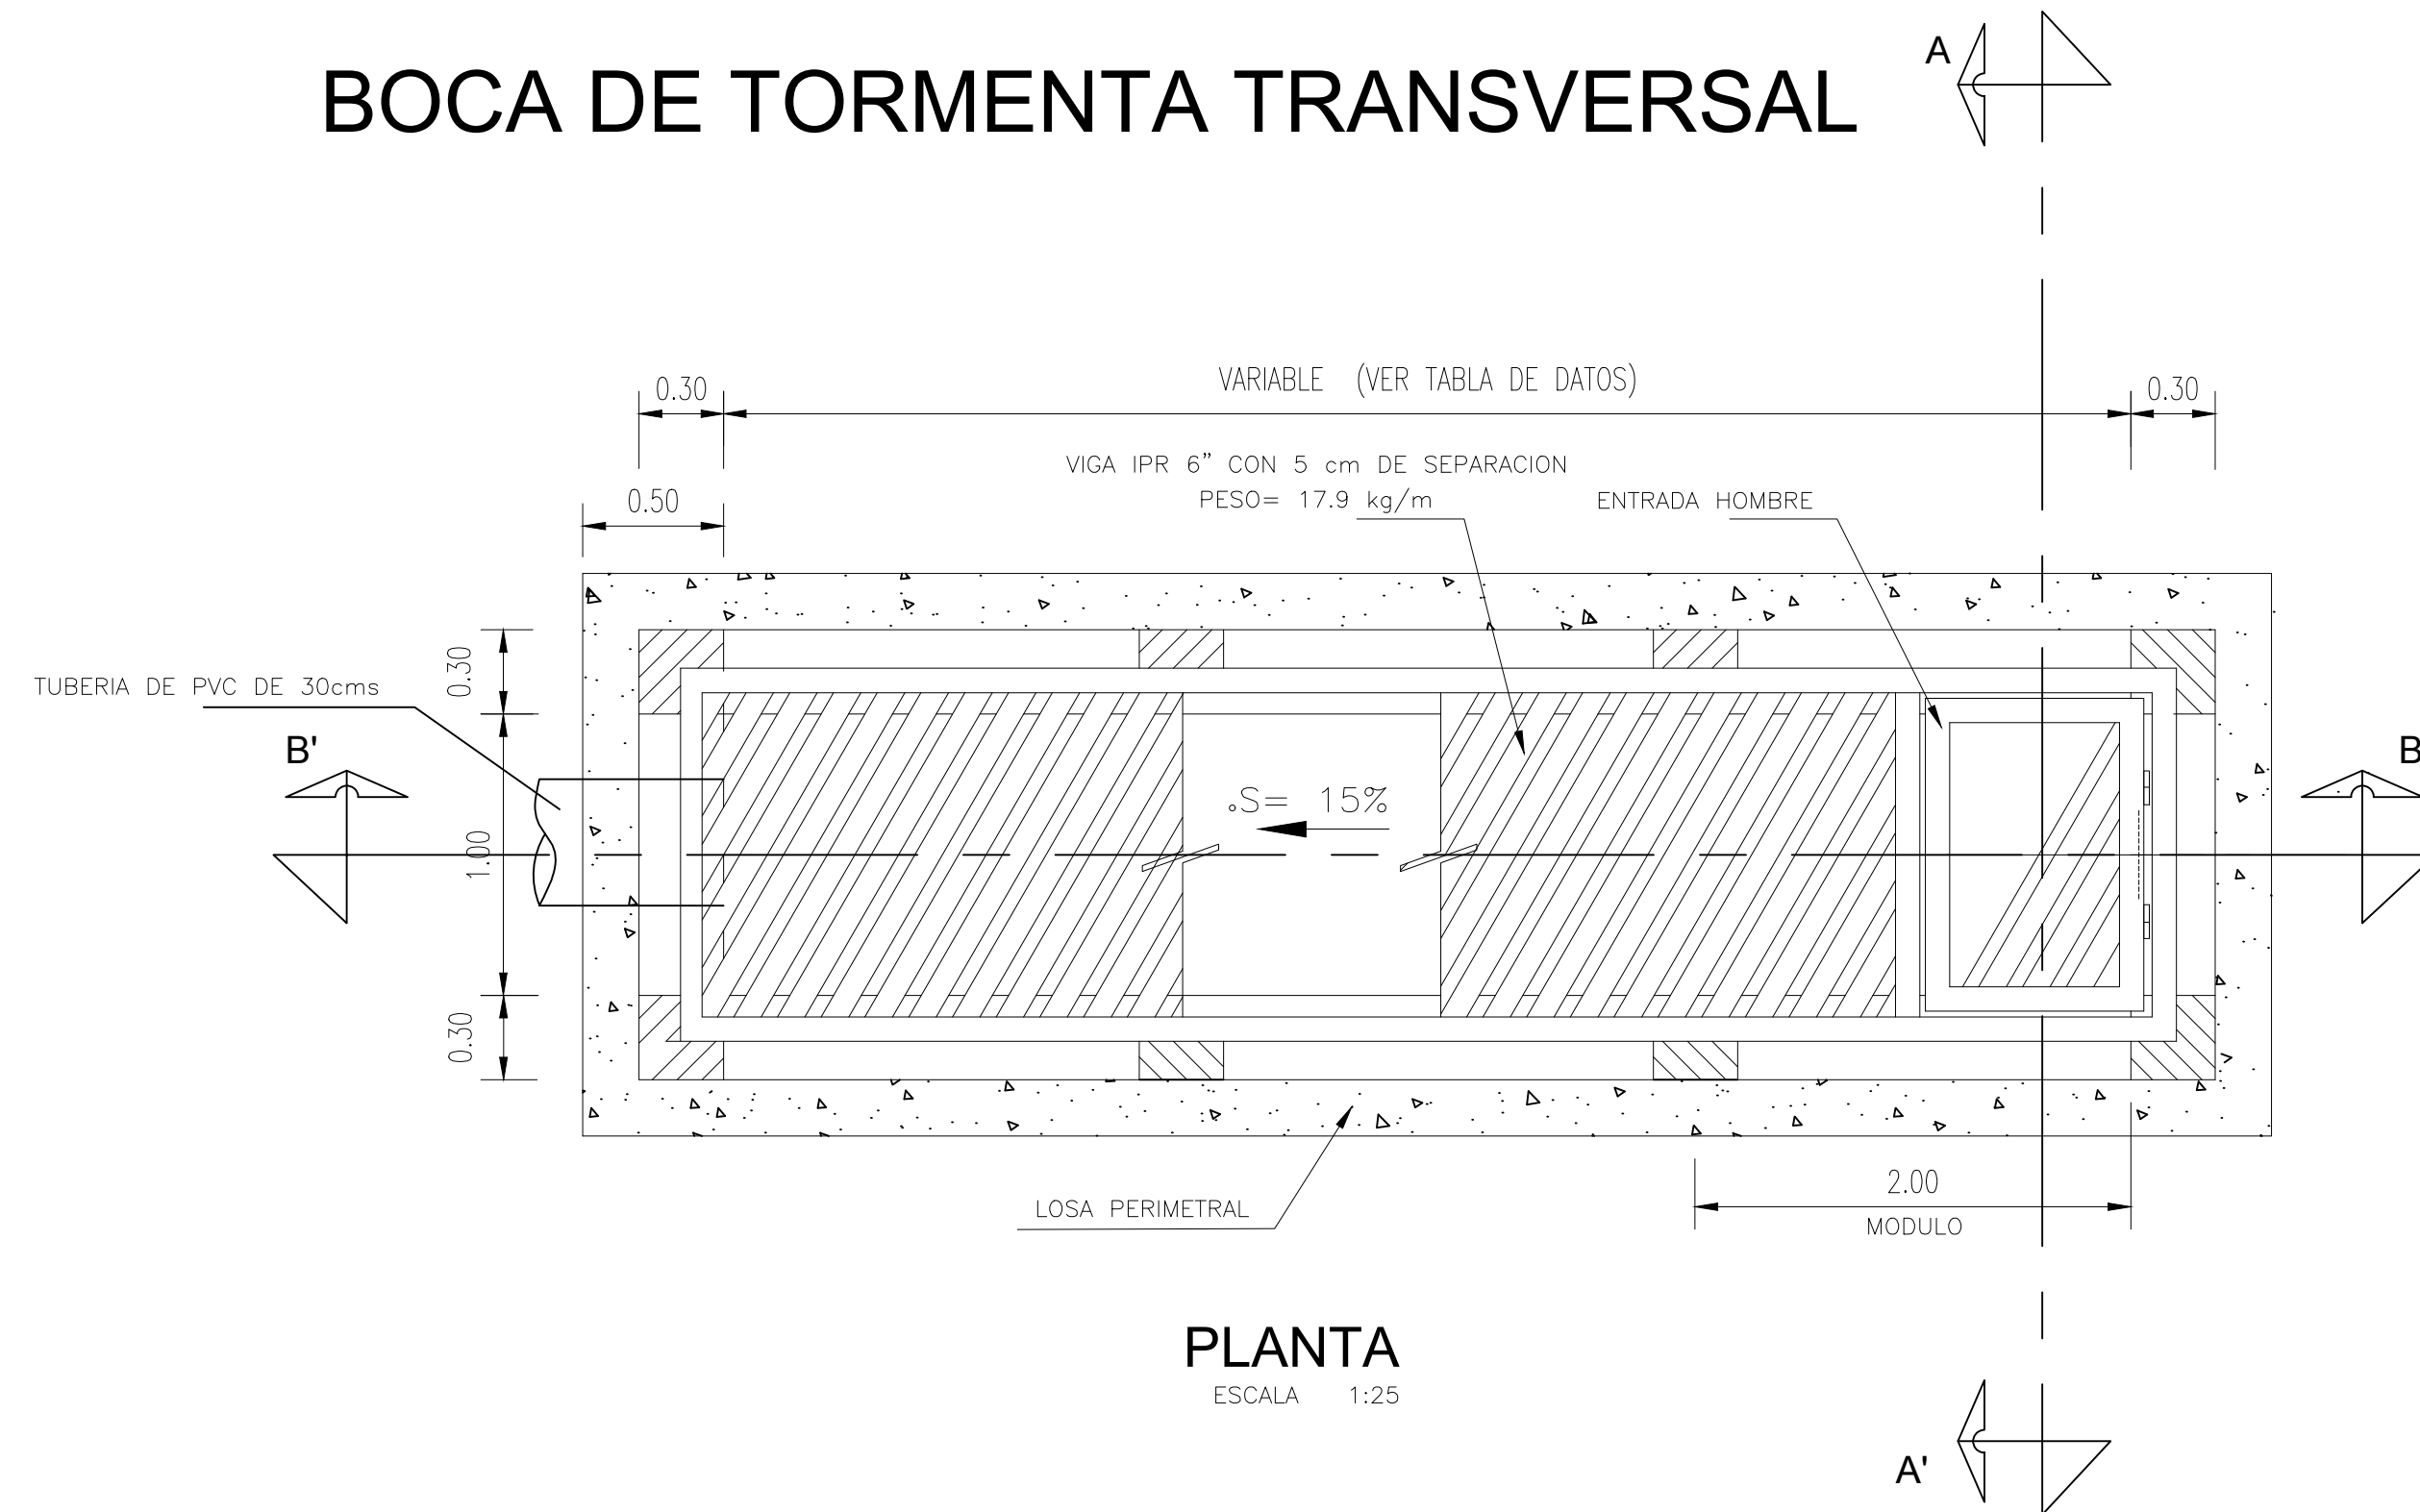 A
BOCA DE TORMENTA TRANSVERSAL
VARIABLE (VER TABLA DE DATOS)
0.30
0.30
VIGA IPR 6” CON 5 cm DE SEPARACION
PESO= 17.9 kg/m
0.50
ENTRADA HOMBRE
0.30
TUBERIA DE PVC DE 30cms
B'
B
.S= 15%
1.00
0.30
2.00
LOSA PERIMETRAL
MODULO
PLANTA
ESCALA 1:25
A'